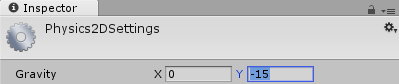 Inspector
Physics2DSettings
Gravity X 0 Y -15